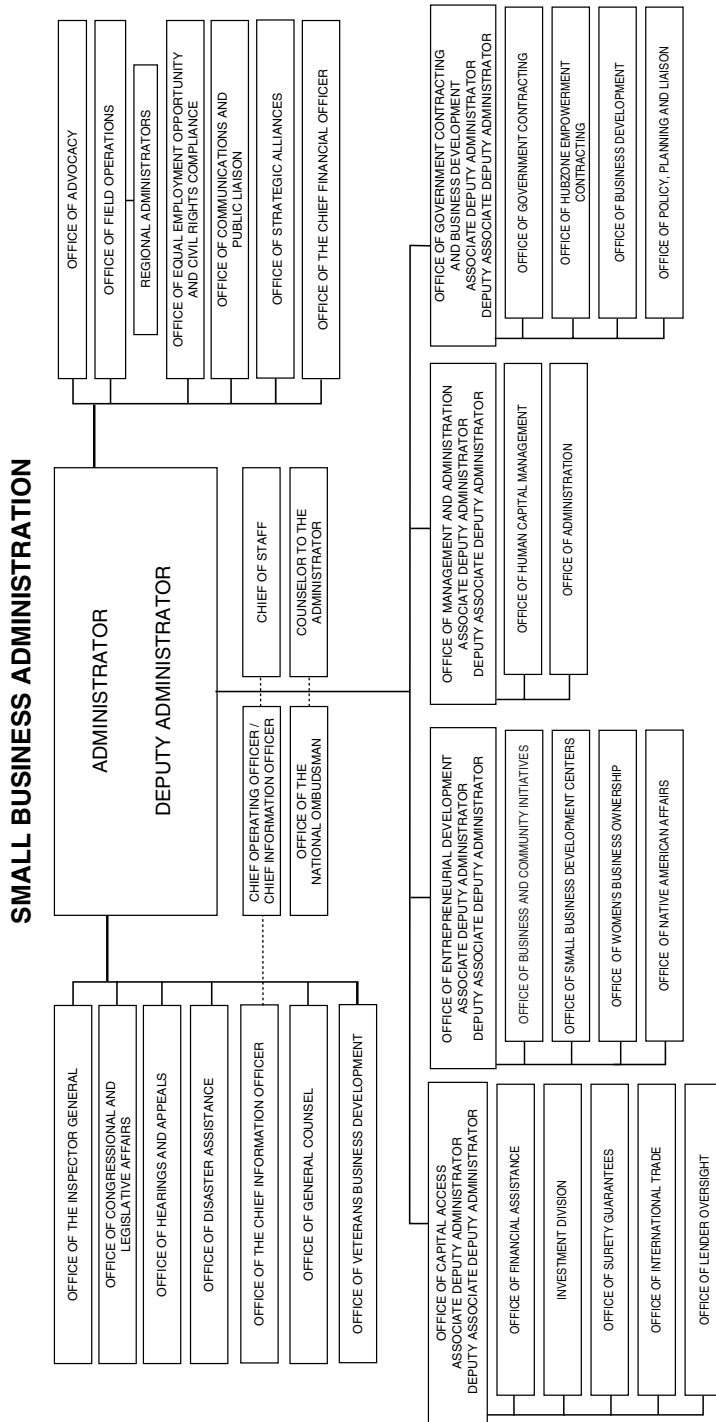 SMALL BUSINESS ADMINISTRATION
ADMINISTRATOR
DEPUTY ADMINISTRATOR
OFFICE OF THE INSPECTOR GENERAL
OFFICE OF CONGRESSIONAL AND
LEGISLATIVE AFFAIRS
OFFICE OF HEARINGS AND APPEALS
OFFICE OF DISASTER ASSISTANCE
OFFICE OF THE CHIEF INFORMATION OFFICER
OFFICE OF GENERAL COUNSEL
OFFICE OF VETERANS BUSINESS DEVELOPMENT
CHIEF OPERATING OFFICER /
CHIEF INFORMATION OFFICER
OFFICE OF THE
NATIONAL OMBUDSMAN
CHIEF OF STAFF
COUNSELOR TO THE
ADMINISTRATOR
OFFICE OF ADVOCACY
OFFICE OF FIELD OPERATIONS
REGIONAL ADMINISTRATORS
OFFICE OF EQUAL EMPLOYMENT OPPORTUNITY
AND CIVIL RIGHTS COMPLIANCE
OFFICE OF COMMUNICATIONS AND
PUBLIC LIAISON
OFFICE OF STRATEGIC ALLIANCES
OFFICE OF THE CHIEF FINANCIAL OFFICER
OFFICE OF CAPITAL ACCESS
ASSOCIATE DEPUTY ADMINISTRATOR
DEPUTY ASSOCIATE DEPUTY ADMINISTRATOR
OFFICE OF FINANCIAL ASSISTANCE
INVESTMENT DIVISION
OFFICE OF SURETY GUARANTEES
OFFICE OF INTERNATIONAL TRADE
OFFICE OF LENDER OVERSIGHT
OFFICE OF ENTREPRENEURIAL DEVELOPMENT
ASSOCIATE DEPUTY ADMINISTRATOR
DEPUTY ASSOCIATE DEPUTY ADMINISTRATOR
OFFICE OF BUSINESS AND COMMUNITY INITIATIVES
OFFICE OF SMALL BUSINESS DEVELOPMENT CENTERS
OFFICE OF WOMEN'S BUSINESS OWNERSHIP
OFFICE OF NATIVE AMERICAN AFFAIRS
OFFICE OF MANAGEMENT AND ADMINISTRATION
ASSOCIATE DEPUTY ADMINISTRATOR
DEPUTY ASSOCIATE DEPUTY ADMINISTRATOR
OFFICE OF HUMAN CAPITAL MANAGEMENT
OFFICE OF ADMINISTRATION
OFFICE OF GOVERNMENT CONTRACTING
AND BUSINESS DEVELOPMENT
ASSOCIATE DEPUTY ADMINISTRATOR
DEPUTY ASSOCIATE DEPUTY ADMINISTRATOR
OFFICE OF GOVERNMENT CONTRACTING
OFFICE OF HUBZONE EMPOWERMENT
CONTRACTING
OFFICE OF BUSINESS DEVELOPMENT
OFFICE OF POLICY, PLANNING AND LIAISON